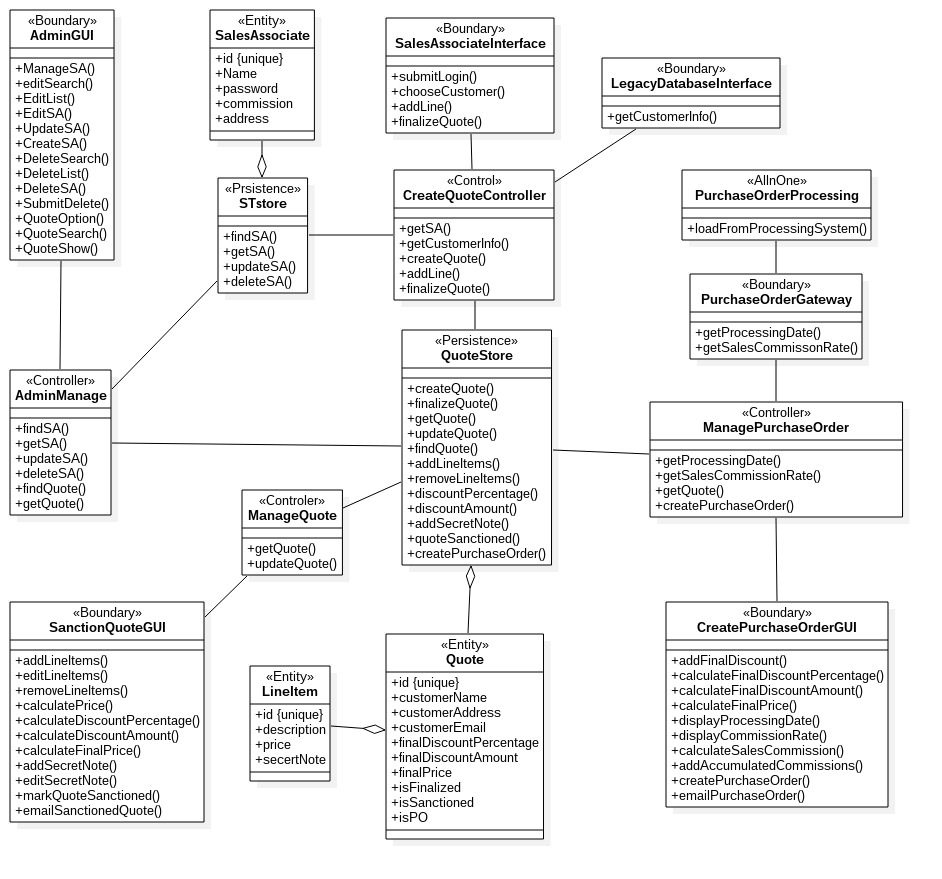 «Boundary»
AdminGUI
+ManageSA()
+editSearch()
+EditList()
+EditSA()
+UpdateSA()
+CreateSA()
+DeleteSearch()
+DeleteList()
+DeleteSA()
+SubmitDelete()
+QuoteOption()
+QuoteSearch()
+QuoteShow()
«Entity»
SalesAssociate
+id {unique}
+Name
+password
+commission
+address
«Boundary»
SalesAssociateInterface
+submitLogin()
+chooseCustomer()
+addLine()
+finalizeQuote()
«Boundary»
LegacyDatabaseInterface
+getCustomerInfo()
«Prsistence»
STstore
+findSA()
+getSA()
+updateSA()
+deleteSA()
«Control»
CreateQuoteController
+getSA()
+getCustomerInfo()
+createQuote()
+addLine()
+finalizeQuote()
«AllnOne»
PurchaseOrderProcessing
+loadFromProcessingSystem()
«Boundary»
PurchaseOrderGateway
+getProcessingDate()
+getSalesCommissonRate()
«Controller»
AdminManage
+findSA()
+getSA()
+updateSA()
+deleteSA()
+findQuote()
+getQuote()
«Persistence»
QuoteStore
+createQuote()
+finalizeQuote()
+getQuote()
+updateQuote()
+findQuote()
+addLineItems()
+removeLineItems()
+discountPercentage()
+discountAmount()
+addSecretNote()
+quoteSanctioned()
+createPurchaseOrder()
«Controller»
ManagePurchaseOrder
+getProcessingDate()
+getSalesCommissionRate()
+getQuote()
+createPurchaseOrder()
«Controler»
ManageQuote
+getQuote()
+updateQuote()
«Boundary»
SanctionQuoteGUI
+addLineItems()
+editLineItems()
+removeLineItems()
+calculatePrice()
+calculateDiscountPercentage()
+calculateDiscountAmount()
+calculateFinalPrice()
+addSecretNote()
+editSecretNote()
+markQuoteSanctioned()
+emailSanctionedQuote()
«Entity»
LineItem
+id {unique}
+description
+price
+secertNote
«Entity»
Quote
+id {unique}
+customerName
+customerAddress
+customerEmail
+finalDiscountPercentage
+finalDiscountAmount
+finalPrice
+isFinalized
+isSanctioned
+isPO
«Boundary»
CreatePurchaseOrderGUI
+addFinalDiscount()
+calculateFinalDiscountPercentage()
+calculateFinalDiscountAmount()
+calculateFinalPrice()
+displayProcessingDate()
+displayCommissionRate()
+calculateSalesCommission()
+addAccumulatedCommissions()
+createPurchaseOrder()
+emailPurchaseOrder()